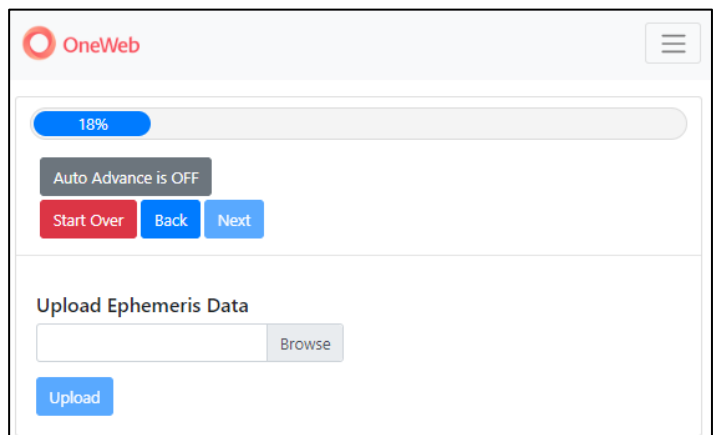 OneWeb
18%
Auto Advance is OFF
Start Over Back Next
Upload Ephemeris Data
Browse
Upload